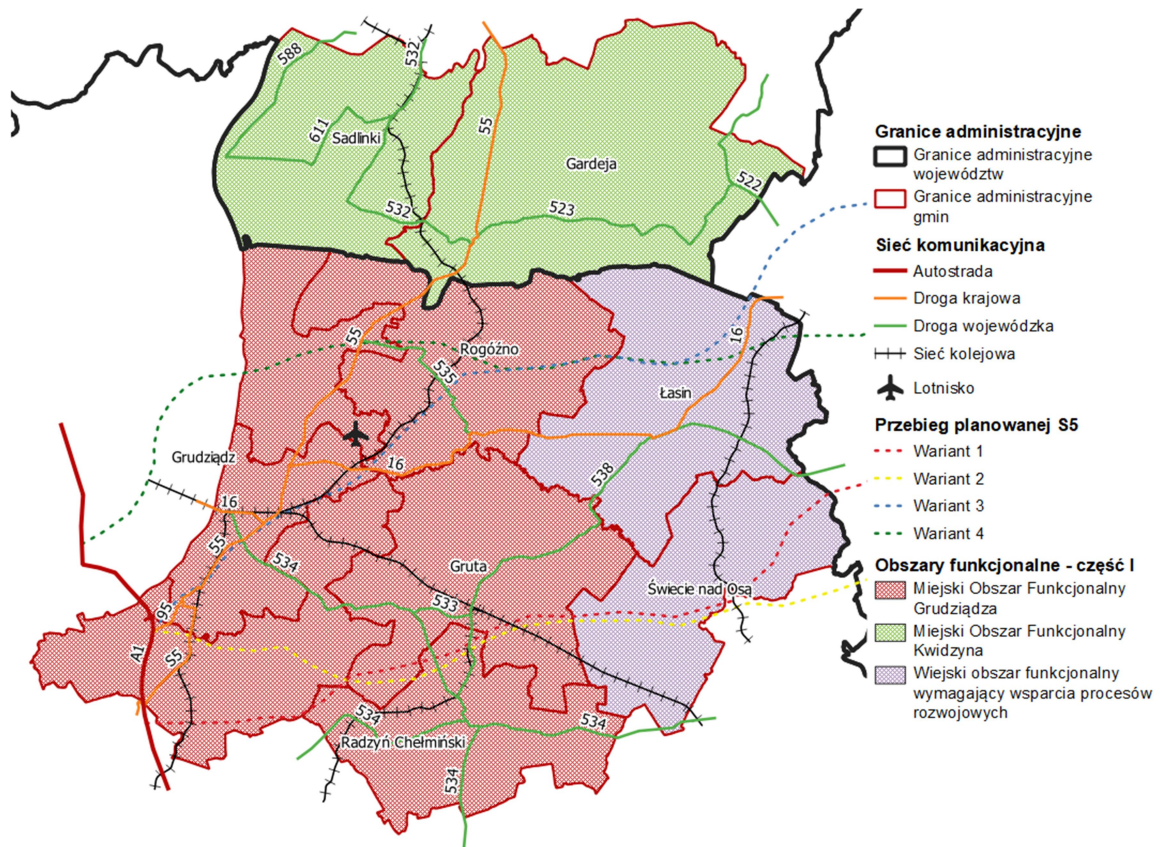 588
532
611
Sadlinki
55
Gardeja
532
523
522
55
Rogóźno
535
16
Łasin
Grudziądz
16
16
538
55
534
Gruta
533
Świecie nad Osą
95
A1
S5
534
Radzyń Chełmiński
534
534
Granice administracyjne
Granice administracyjne
województw
Granice administracyjne
gmin
Sieć komunikacyjna
Autostrada
Droga krajowa
Droga wojewódzka
Sieć kolejowa
Lotnisko
Przebieg planowanej S5
Wariant 1
Wariant 2
Wariant 3
Wariant 4
Obszary funkcjonalne - część I
Miejski Obszar Funkcjonalny
Grudziądza
Miejski Obszar Funkcjonalny
Kwidzyna
Wiejski obszar funkcjonalny
wymagający wsparcia procesów
rozwojowych